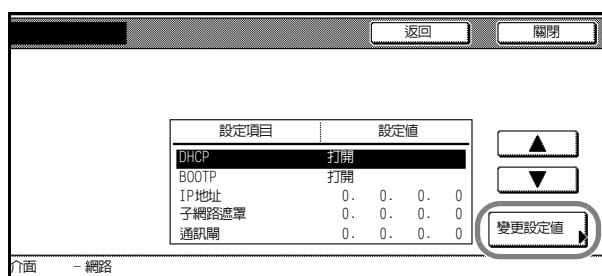 返回 關閉
設定項目 設定值
DHCP 打開
BOOTP 打開
IP地址 0. 0. 0. 0
子網路遮罩 0. 0. 0. 0
通訊閘 0. 0. 0. 0
變更設定值
介面 - 網路